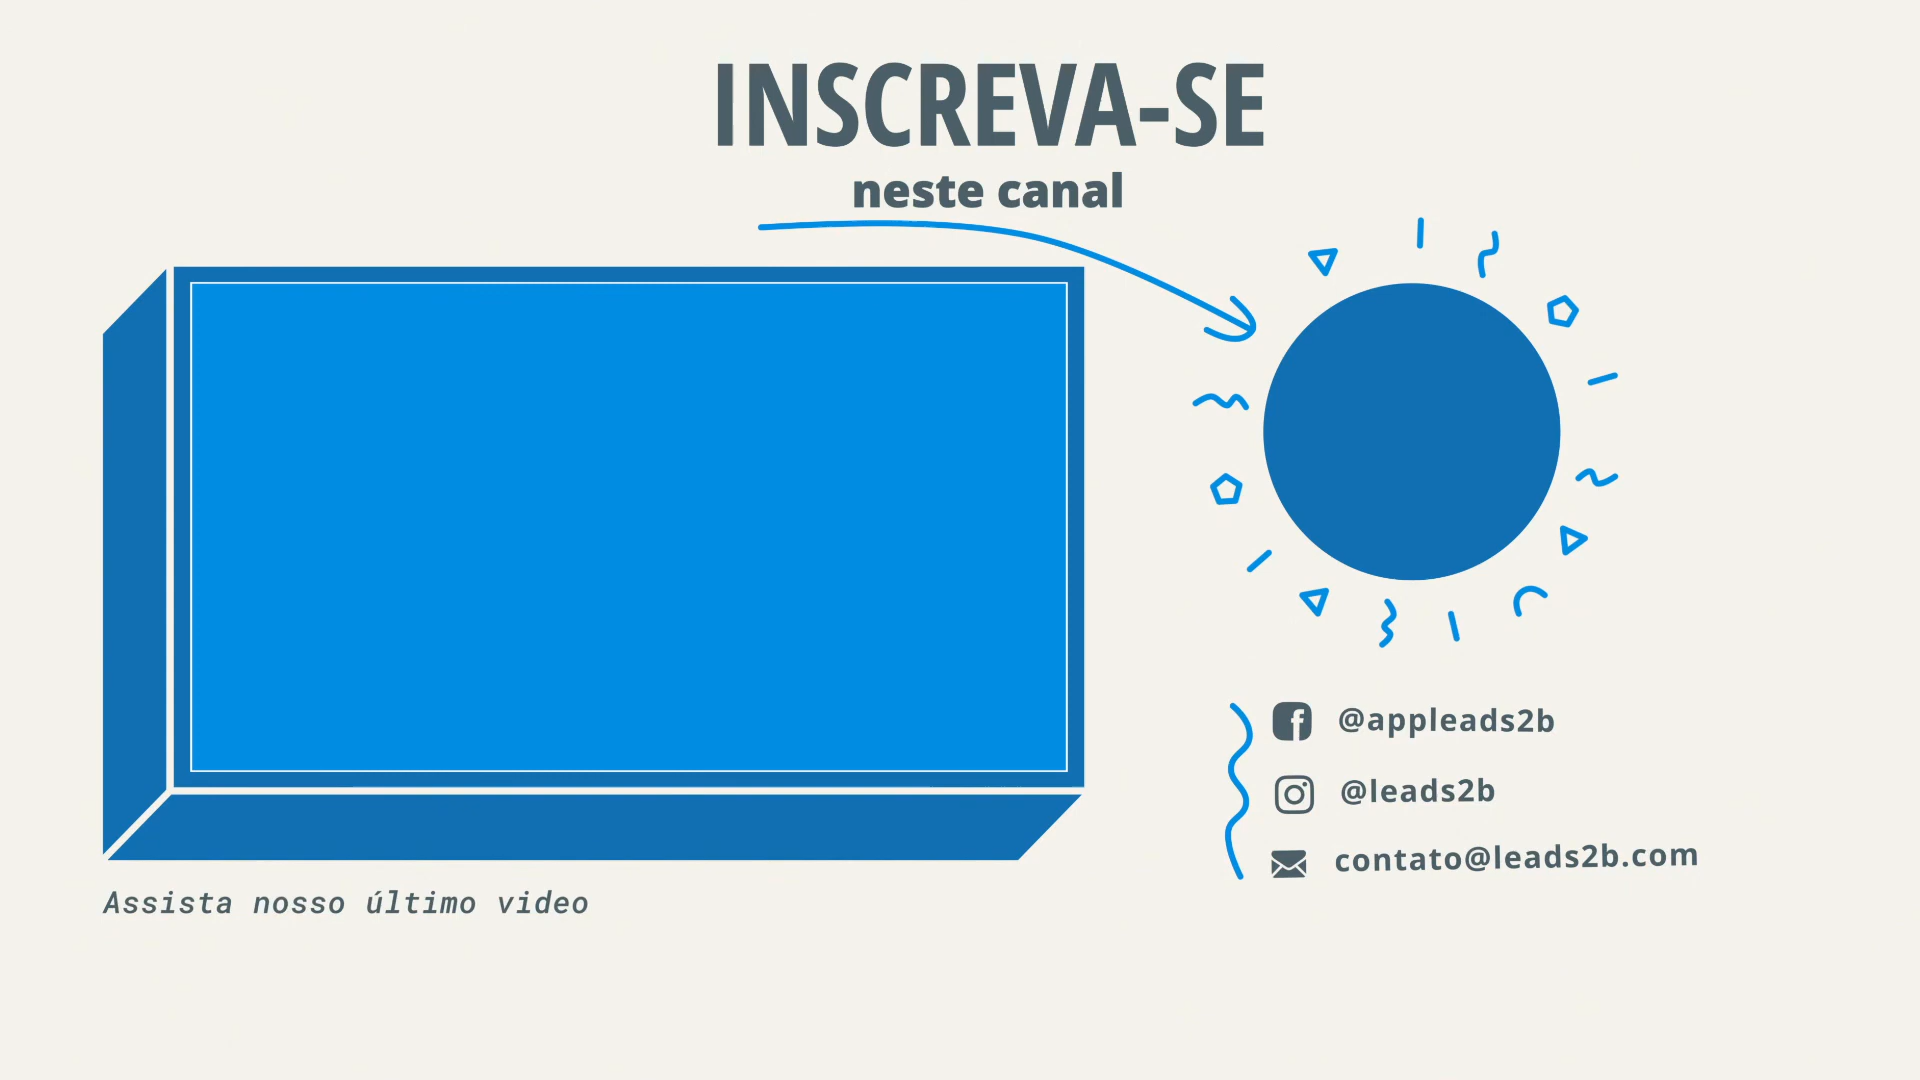 INSCREVA-SE
neste canal
@appleads2b
@leads2b
contato@leads2b.com
Assista nosso último video